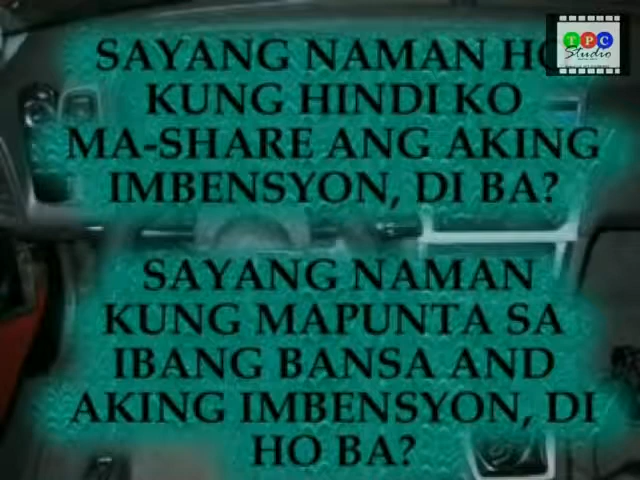 SAYANG NAMAN HO
KUNG HINDI KO
MA-SHARE ANG AKING
IMBENSYON, DI BA?
SAYANG NAMAN
KUNG MAPUNTA SA
IBANG BANSA AND
AKING IMBENSYON, DI
HO BA?
TPC
Studio